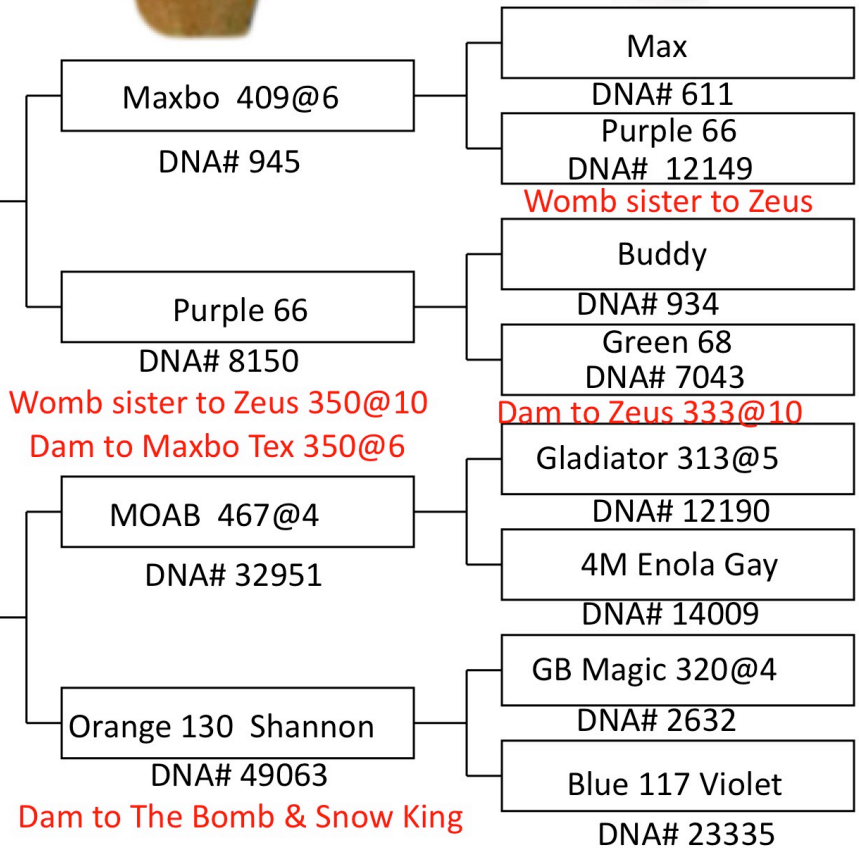 Maxbo 409@6
DNA# 945
Purple 66
DNA# 8150
Womb sister to Zeus 350@10
Dam to Maxbo Tex 350@6
MOAB 467@4
DNA# 32951
Orange 130 Shannon
DNA# 49063
Dam to The Bomb & Snow King
Max
DNA# 611
Purple 66
DNA# 12149
Womb sister to Zeus
Buddy
DNA# 934
Green 68
DNA# 7043
Dam to Zeus 333@10
Gladiator 313@5
DNA# 12190
4M Enola Gay
DNA# 14009
GB Magic 320@4
DNA# 2632
Blue 117 Violet
DNA# 23335